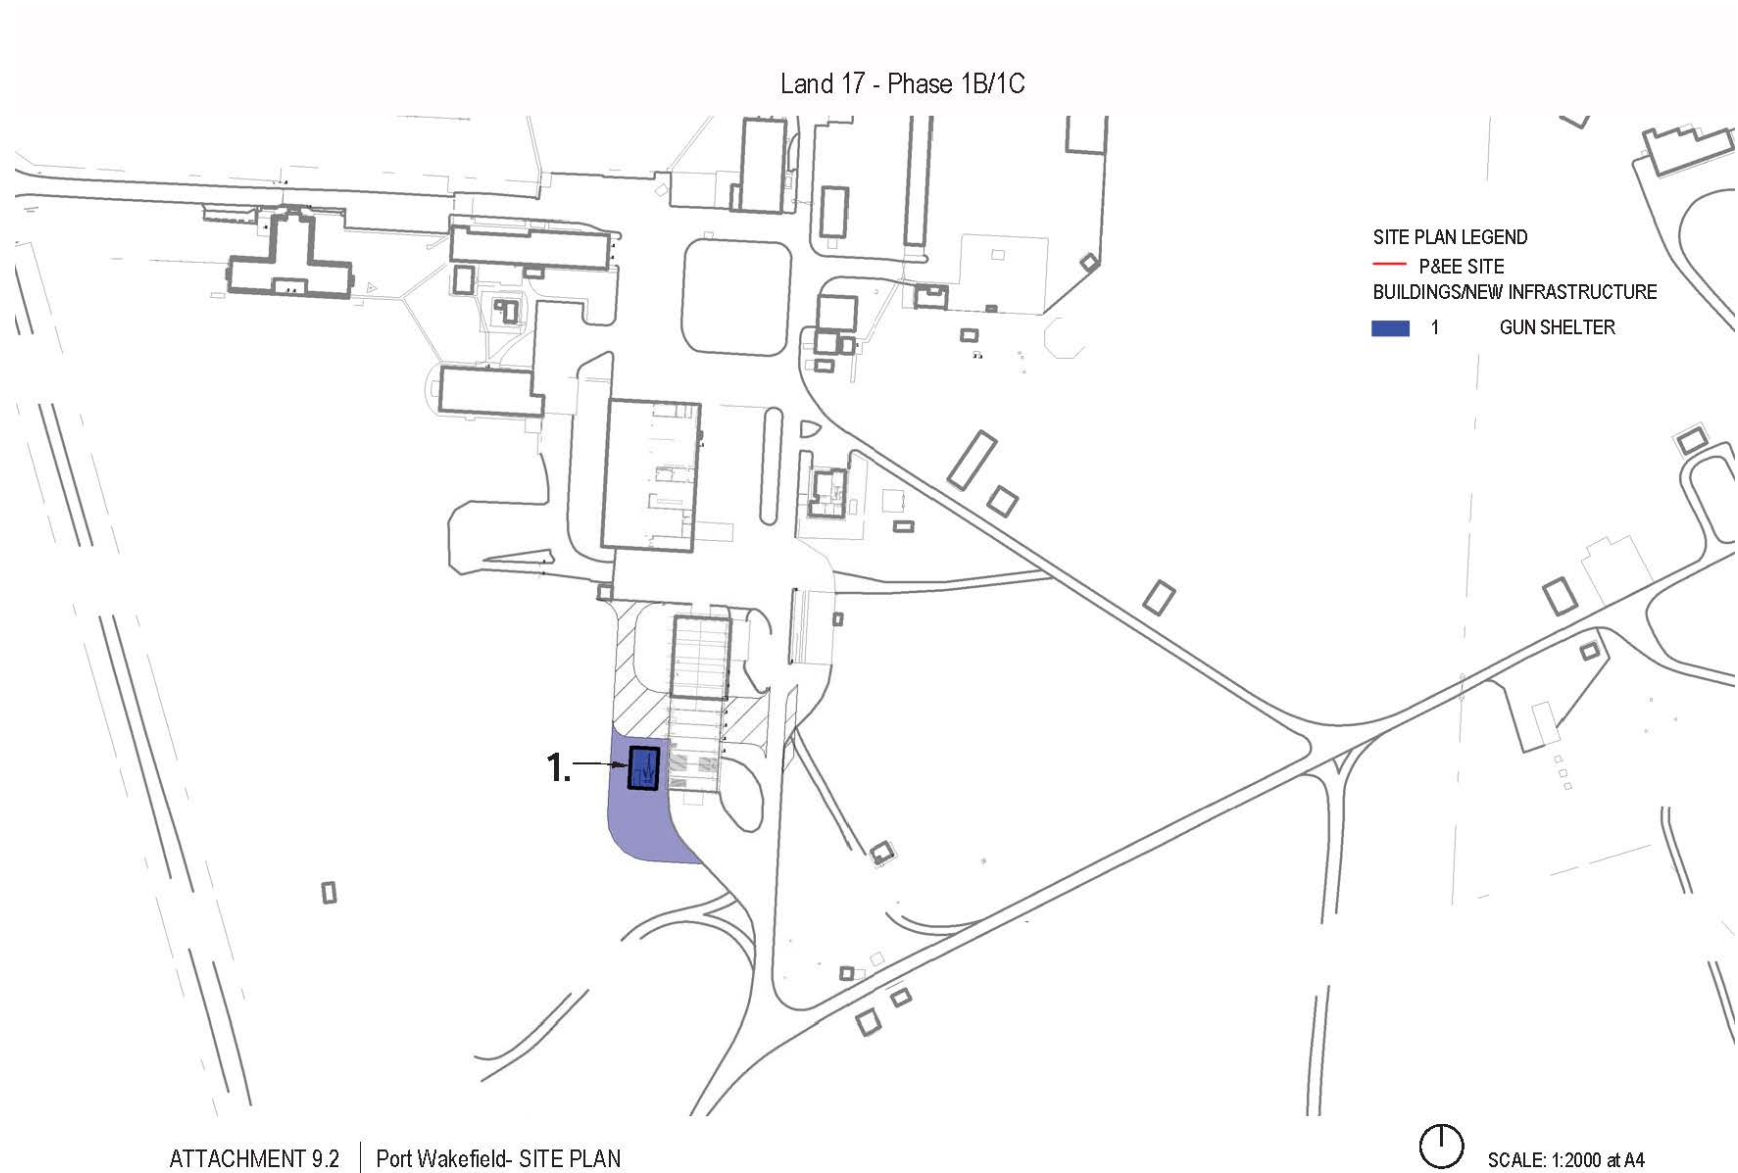 Land 17 - Phase 1B/1C
SITE PLAN LEGEND
P&EE SITE
BUILDINGS/NEW INFRASTRUCTURE
1 GUN SHELTER
1.
ATTACHMENT 9.2 | Port Wakefield- SITE PLAN
SCALE: 1:2000 at A4